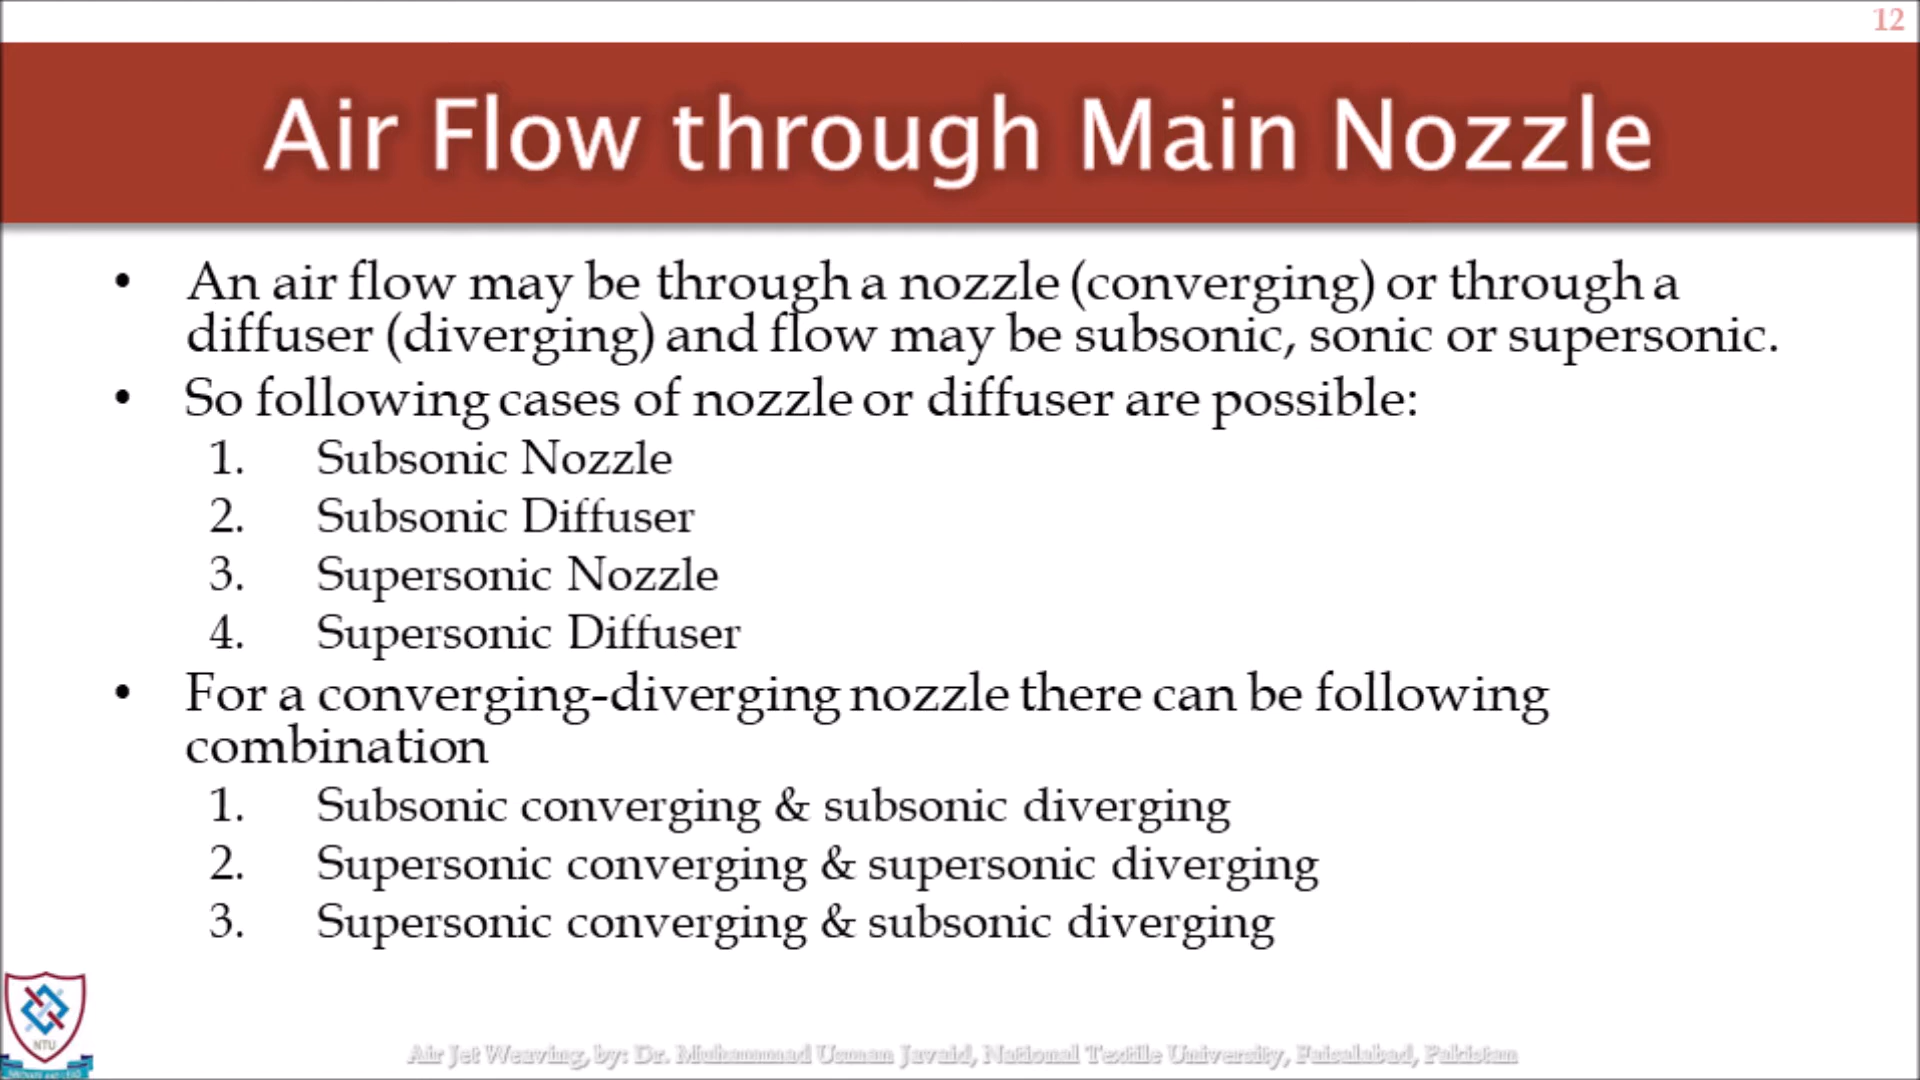 12
Air Flow through Main Nozzle
• An air flow may be through a nozzle (converging) or through a
diffuser (diverging) and flow may be subsonic, sonic or supersonic.
• So following cases of nozzle or diffuser are possible:
1. Subsonic Nozzle
2. Subsonic Diffuser
3. Supersonic Nozzle
4. Supersonic Diffuser
• For a converging-diverging nozzle there can be following
combination
1. Subsonic converging & subsonic diverging
2. Supersonic converging & supersonic diverging
3. Supersonic converging & subsonic diverging
NTU
Air Jet Weaving, by: Dr. Muhammad Usman Javaid, National Textile University, Faisalabad, Pakistan